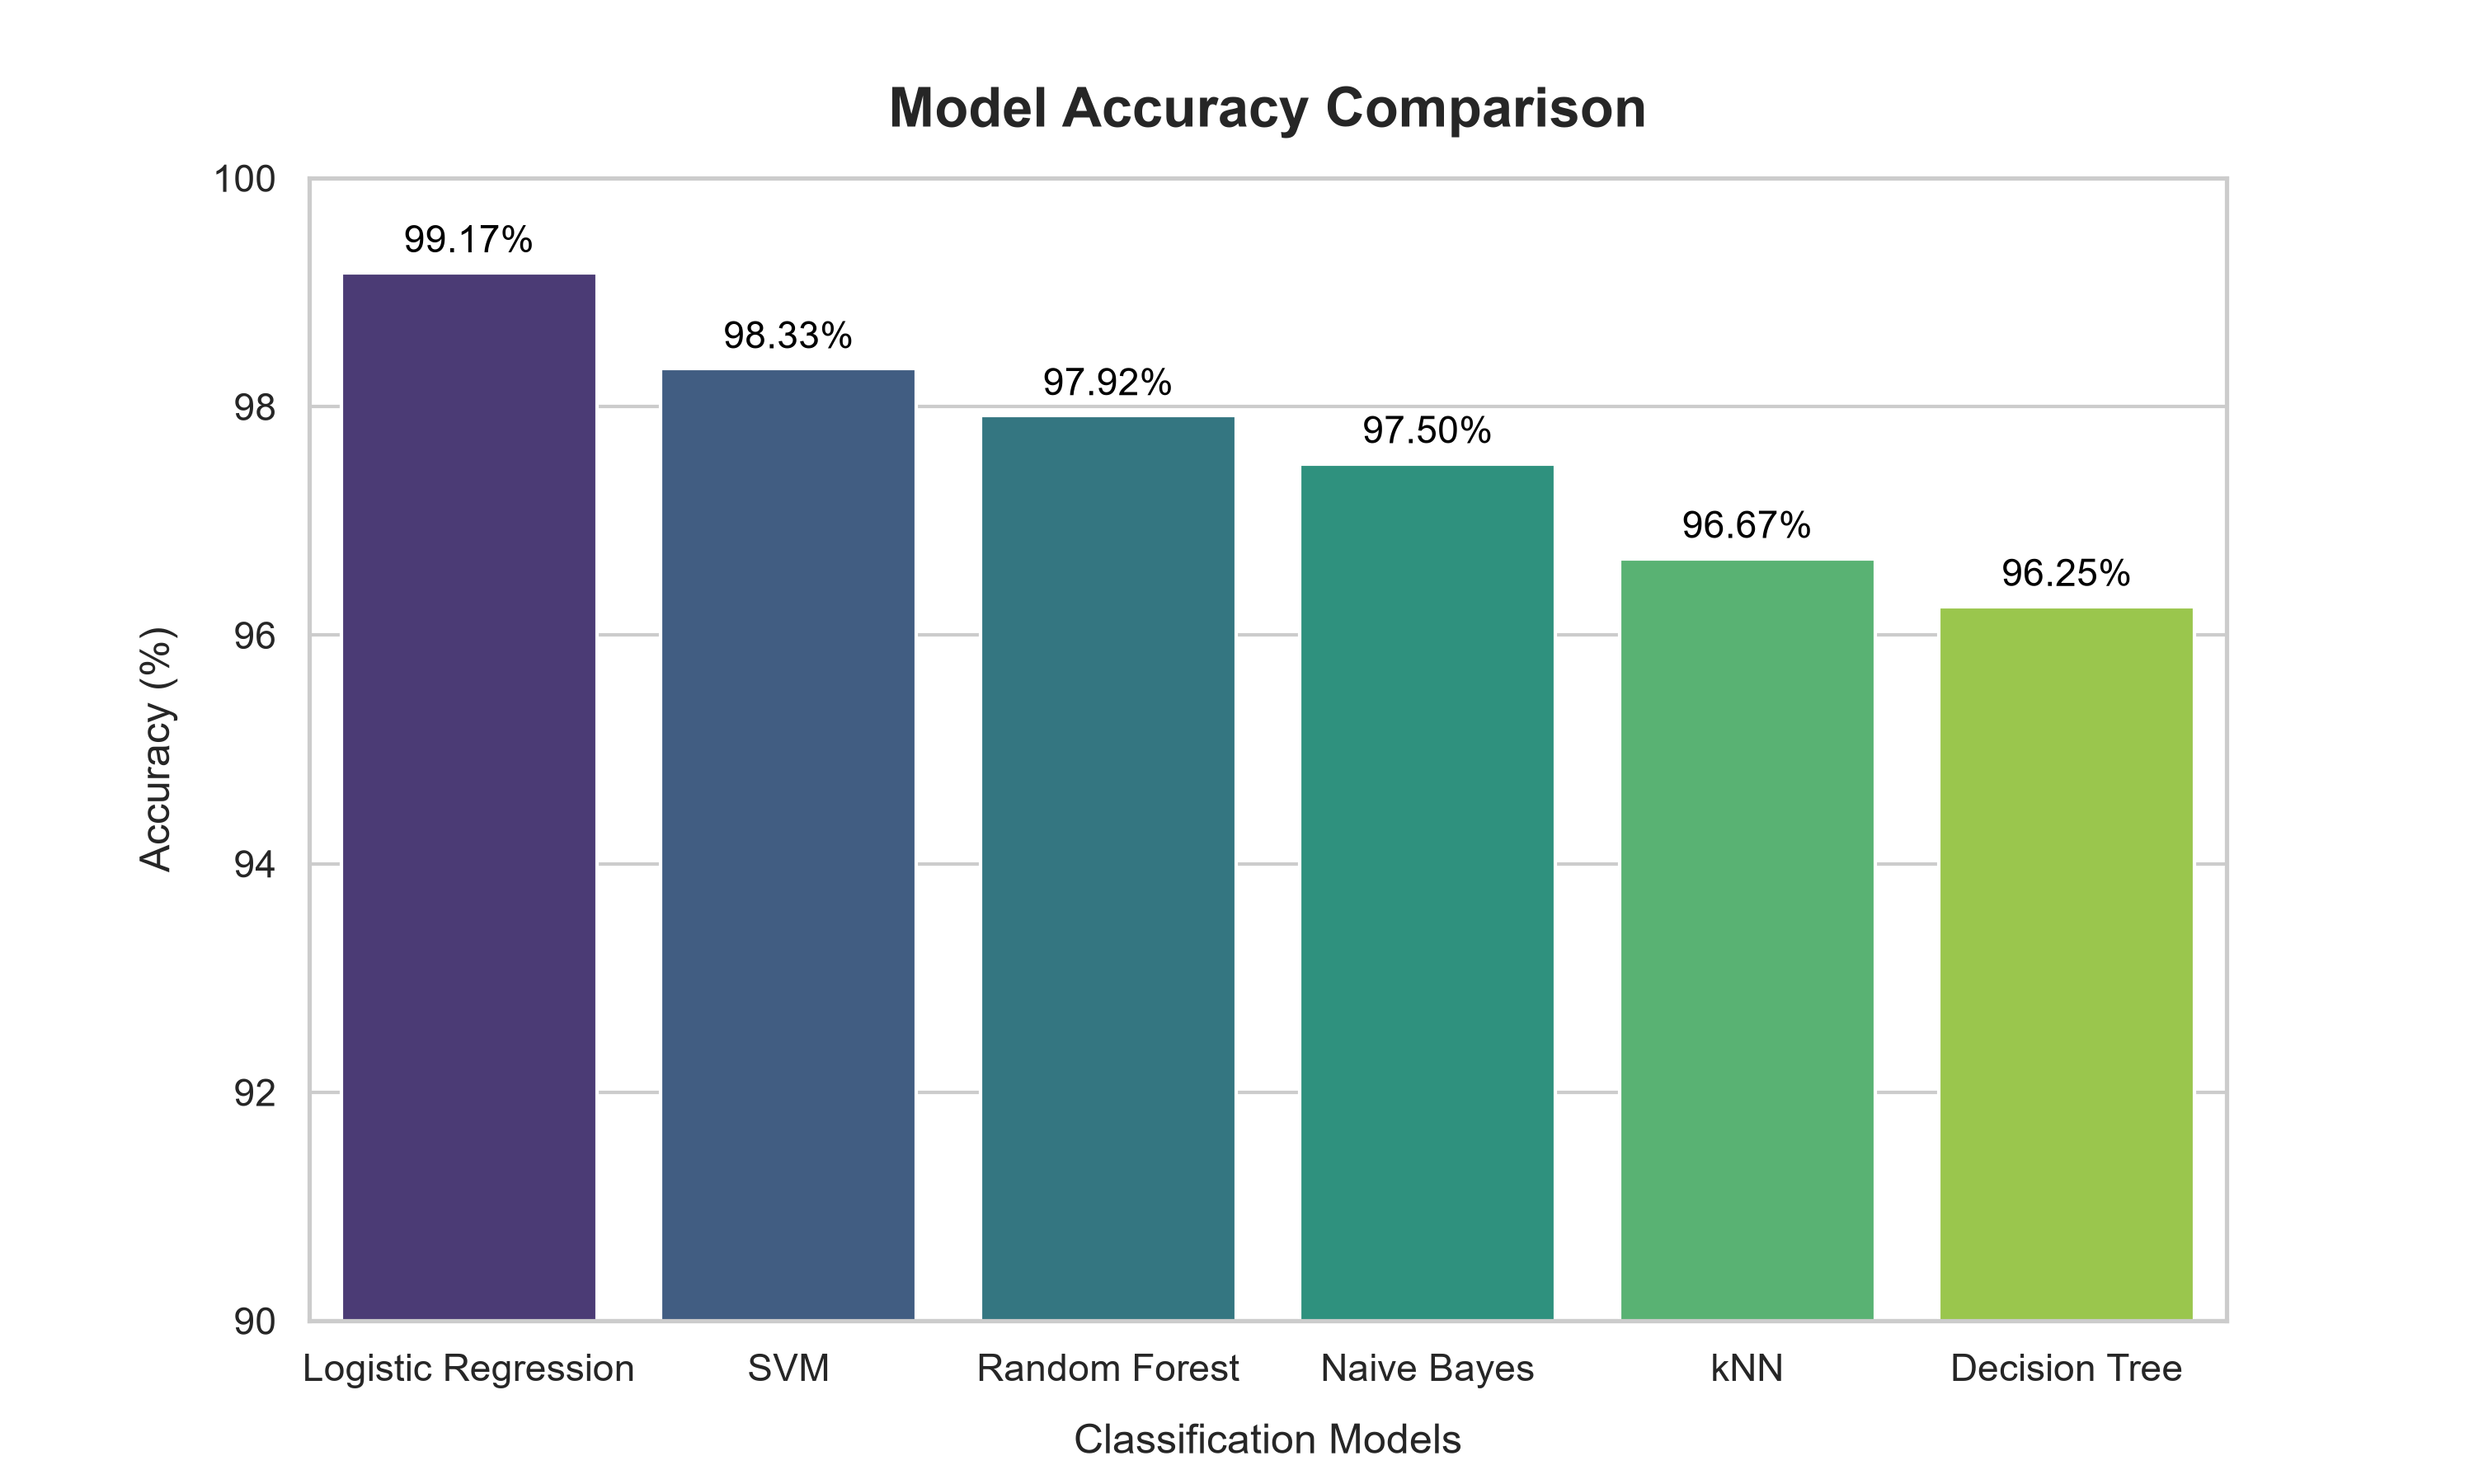 Model Accuracy Comparison
100
98
96
94
92
90
Accuracy (%)
99.17%
98.33%
97.92%
97.50%
96.67%
96.25%
Logistic Regression
SVM
Random Forest
Naive Bayes
kNN
Decision Tree
Classification Models